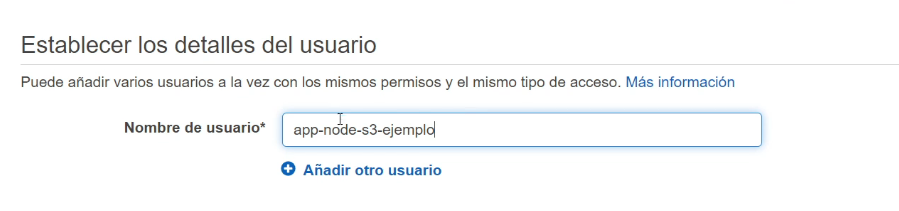 Establecer los detalles del usuario
Puede añadir varios usuarios a la vez con los mismos permisos y el mismo tipo de acceso. Más información
Nombre de usuario* app-node-s3-ejemplo
Añadir otro usuario